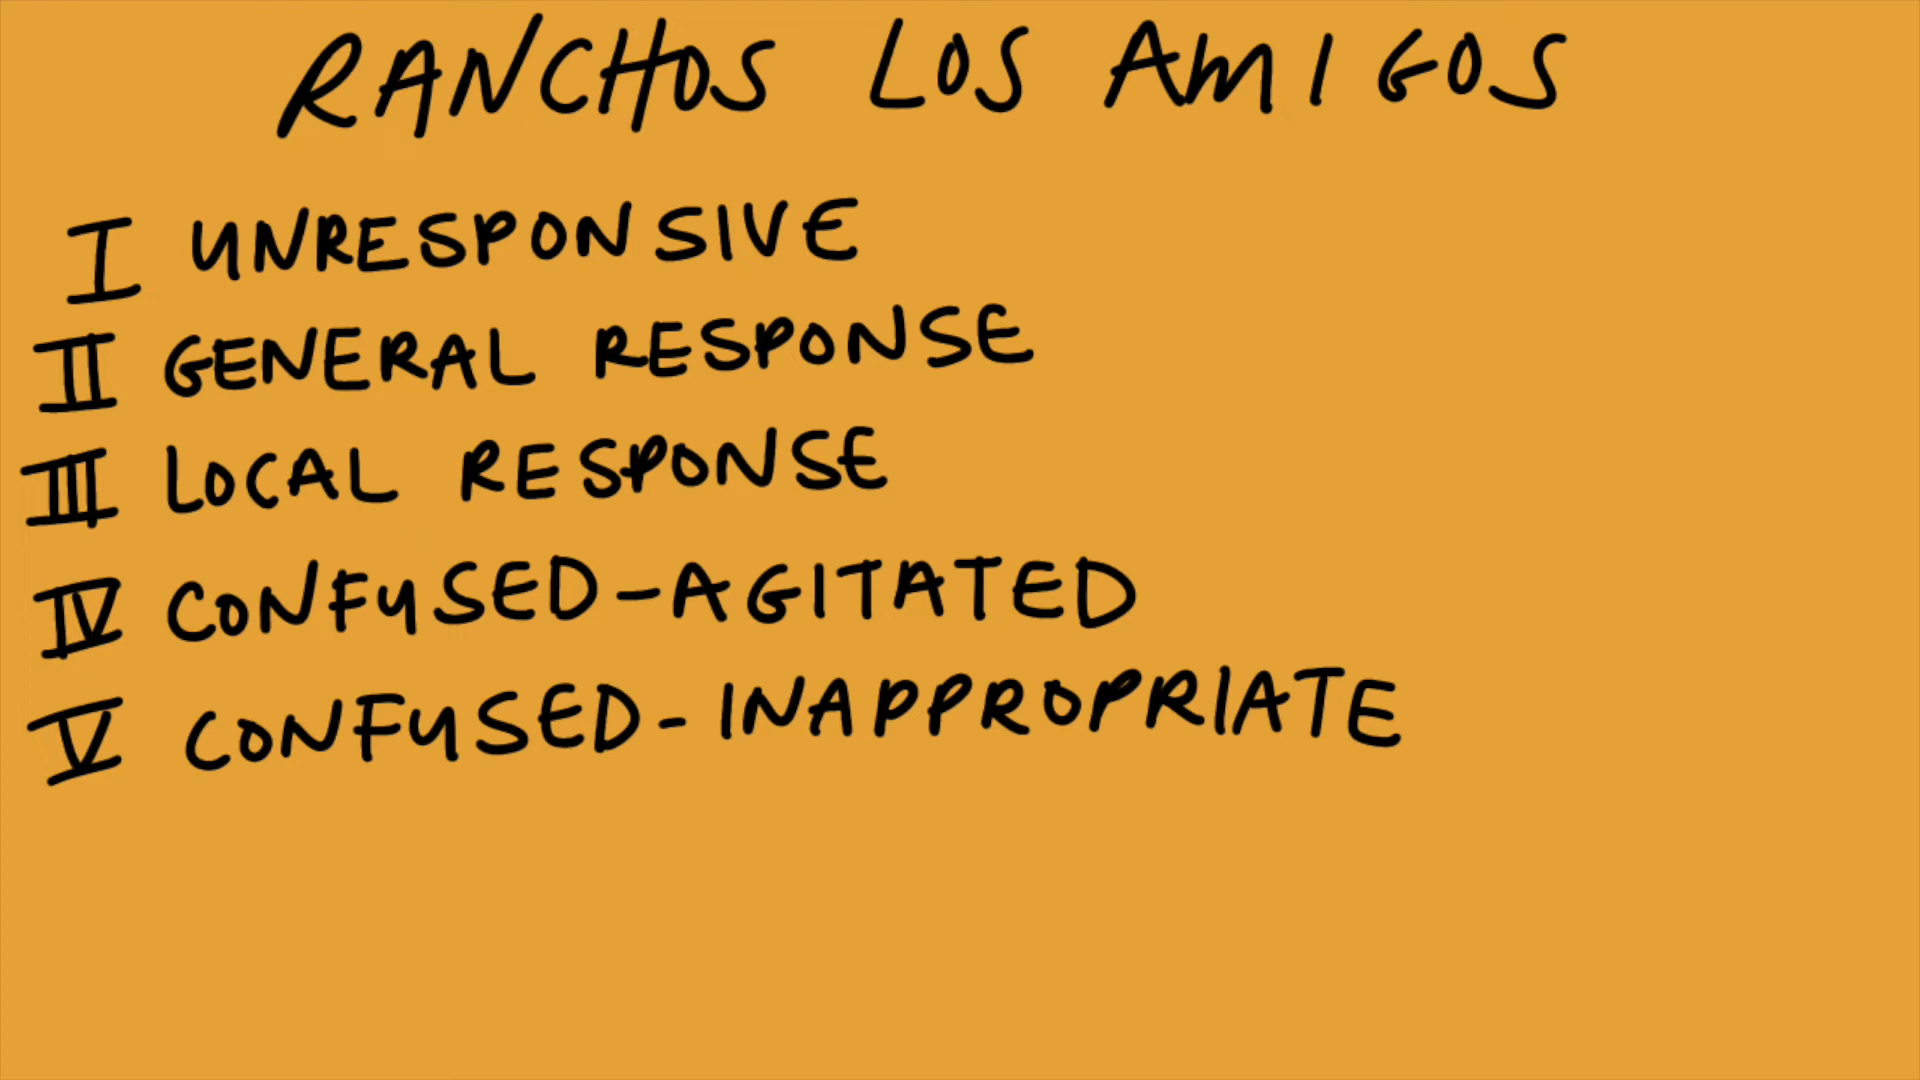 RANCHOS LOS AMIGOS
I UNRESPONSIVE
II GENERAL RESPONSE
III LOCAL RESPONSE
IV CONFUSED-AGITATED
V CONFUSED-INAPPROPRIATE